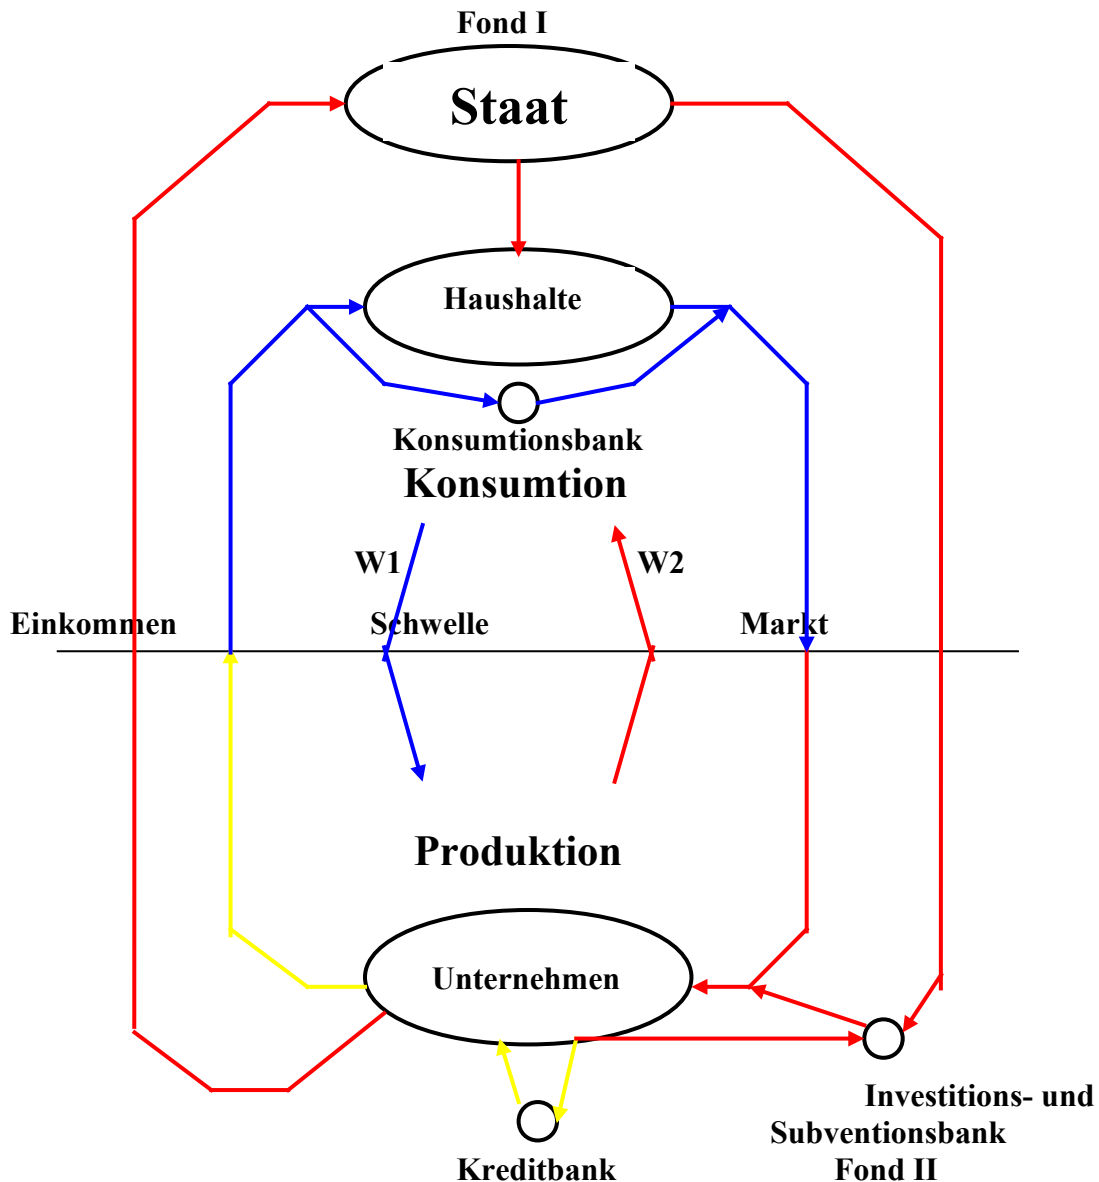 Fond I
Staat
Haushalte
Konsumtionsbank
Konsumtion
W1 W2
Einkommen Schwelle Markt
Produktion
Unternehmen
Investitions- und
Subventionsbank
Kreditbank Fond II